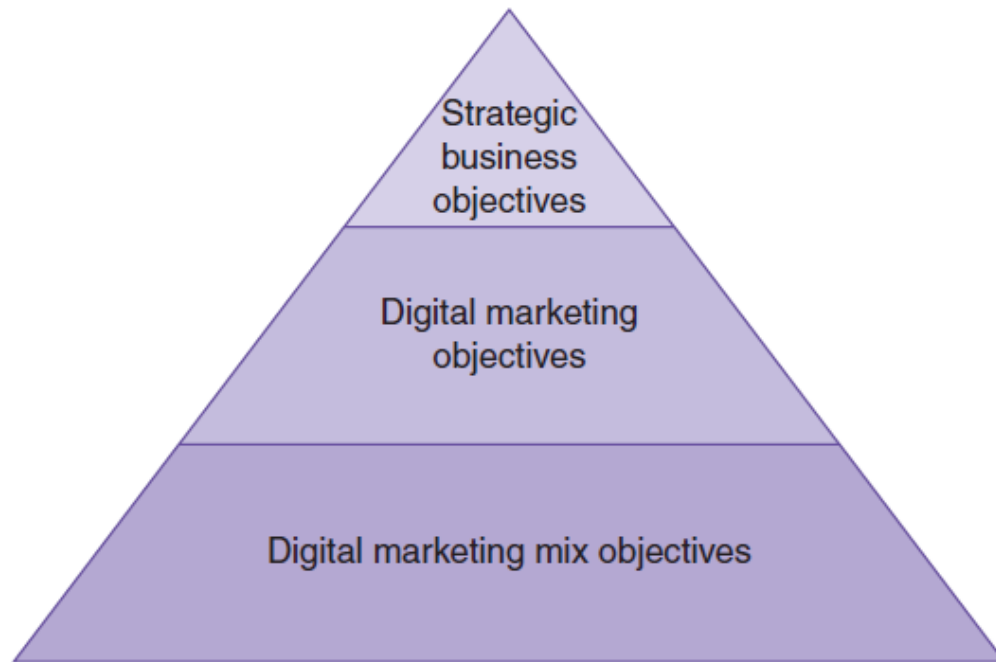 Strategic
business
objectives
Digital marketing
objectives
Digital marketing mix objectives